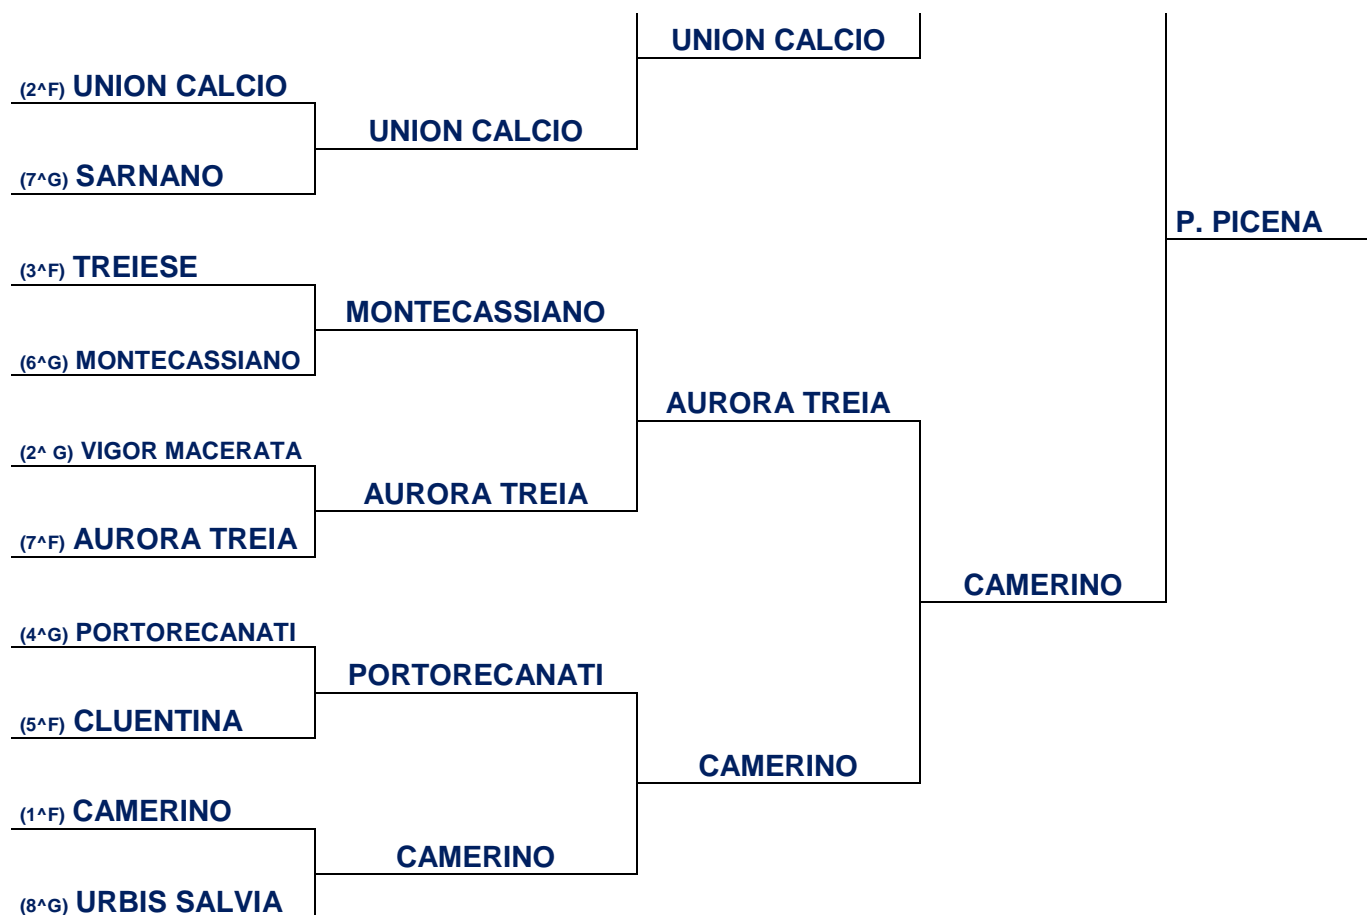 UNION CALCIO
(2^F) UNION CALCIO
UNION CALCIO
(7^G) SARNANO
P. PICENA
(3^F) TREIESE
MONTECASSIANO
(6^G) MONTECASSIANO
AURORA TREIA
(2^ G) VIGOR MACERATA
AURORA TREIA
(7^F) AURORA TREIA
CAMERINO
(4^G) PORTORECANATI
PORTORECANATI
(5^F) CLUENTINA
CAMERINO
(1^F) CAMERINO
CAMERINO
(8^G) URBIS SALVIA